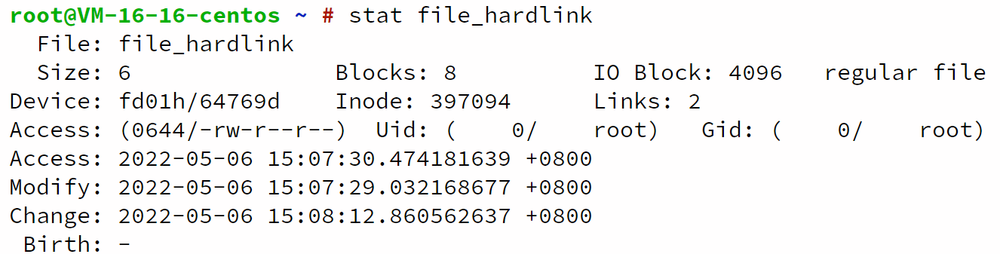 root@VM-16-16-centos ~ # stat file_hardlink
  File: file_hardlink
  Size: 6               Blocks: 8          IO Block: 4096   regular file
Device: fd01h/64769d    Inode: 397094      Links: 2
Access: (0644/-rw-r--r--)  Uid: (    0/    root)   Gid: (    0/    root)
Access: 2022-05-06 15:07:30.474181639 +0800
Modify: 2022-05-06 15:07:29.032168677 +0800
Change: 2022-05-06 15:08:12.860562637 +0800
 Birth: -